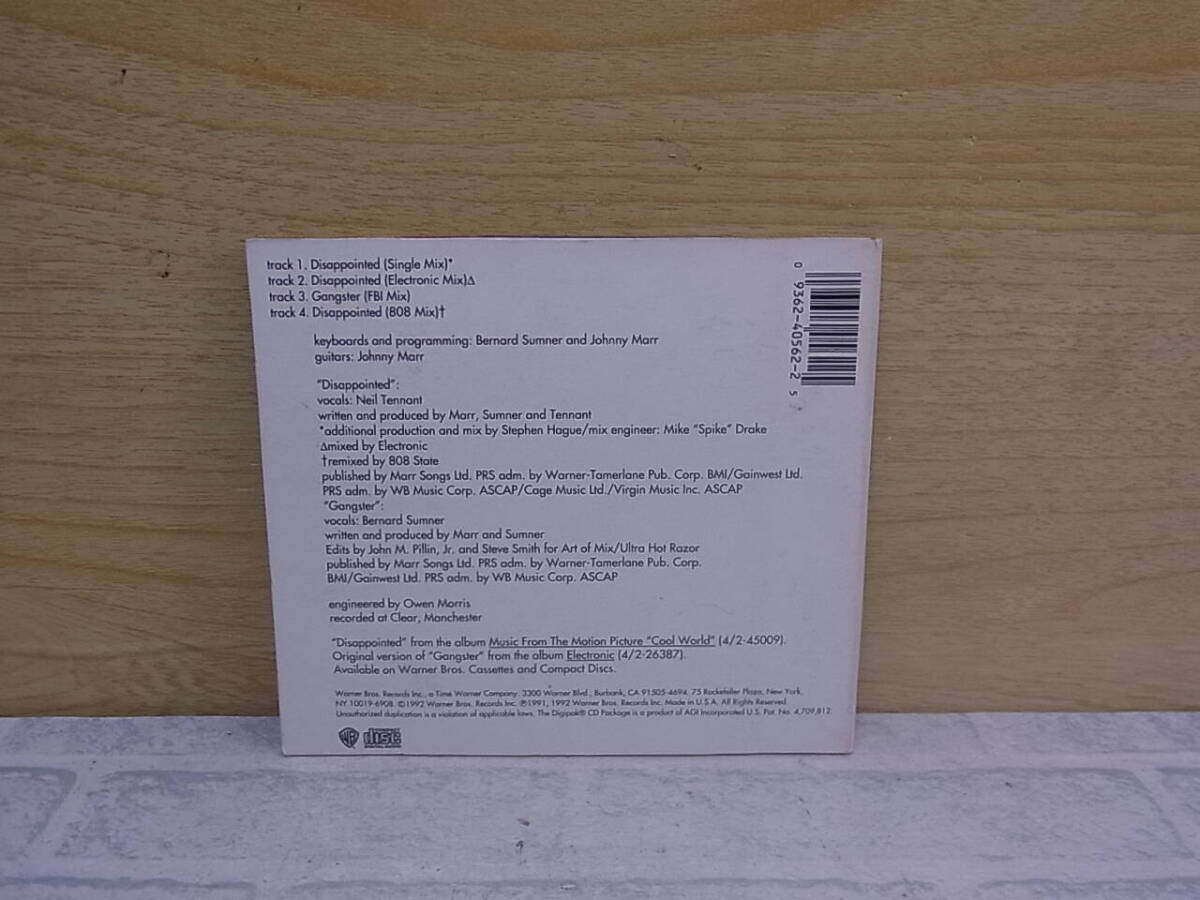 track 1. Disappointed (Single Mix)*
track 2. Disappointed (Electronic Mix)Δ
track 3. Gangster (FBI Mix)
track 4. Disappointed (808 Mix)†
keyboards and programming: Bernard Sumner and Johnny Marr
guitars: Johnny Marr
"Disappointed":
vocals: Neil Tennant
written and produced by Marr, Sumner and Tennant
*additional production and mix by Stephen Hague/mix engineer: Mike "Spike" Drake
Δmixed by Electronic
†remixed by 808 State
published by Marr Songs Ltd. PRS adm. by Warner-Tamerlane Pub. Corp. BMI/Gainwest Ltd.
PRS adm. by WB Music Corp. ASCAP/Cage Music Ltd./Virgin Music Inc. ASCAP
"Gangster":
vocals: Bernard Sumner
written and produced by Marr and Sumner
Edits by John M. Pillin, Jr. and Steve Smith for Art of Mix/Ultra Hot Razor
published by Marr Songs Ltd. PRS adm. by Warner-Tamerlane Pub. Corp.
BMI/Gainwest Ltd. PRS adm. by WB Music Corp. ASCAP
engineered by Owen Morris
recorded at Clear, Manchester
"Disappointed" from the album Music From The Motion Picture "Cool World" (4/2-45009).
Original version of "Gangster" from the album Electronic (4/2-26387).
Available on Warner Bros. Cassettes and Compact Discs.
Warner Bros. Records Inc., a Time Warner Company. 3300 Warner Blvd., Burbank, CA 91505-4694. 75 Rockefeller Plaza, New York,
NY 10019-6908. ©1992 Warner Bros. Records Inc. ℗1991, 1992 Warner Bros. Records Inc. Made in U.S.A. All Rights Reserved.
Unauthorized duplication is a violation of applicable laws. The Digipak® CD Package is a product of AGI Incorporated U.S. Pat. No. 4,709,812.
WB
disc
DIGITAL AUDIO
0 9362-40562-2 5